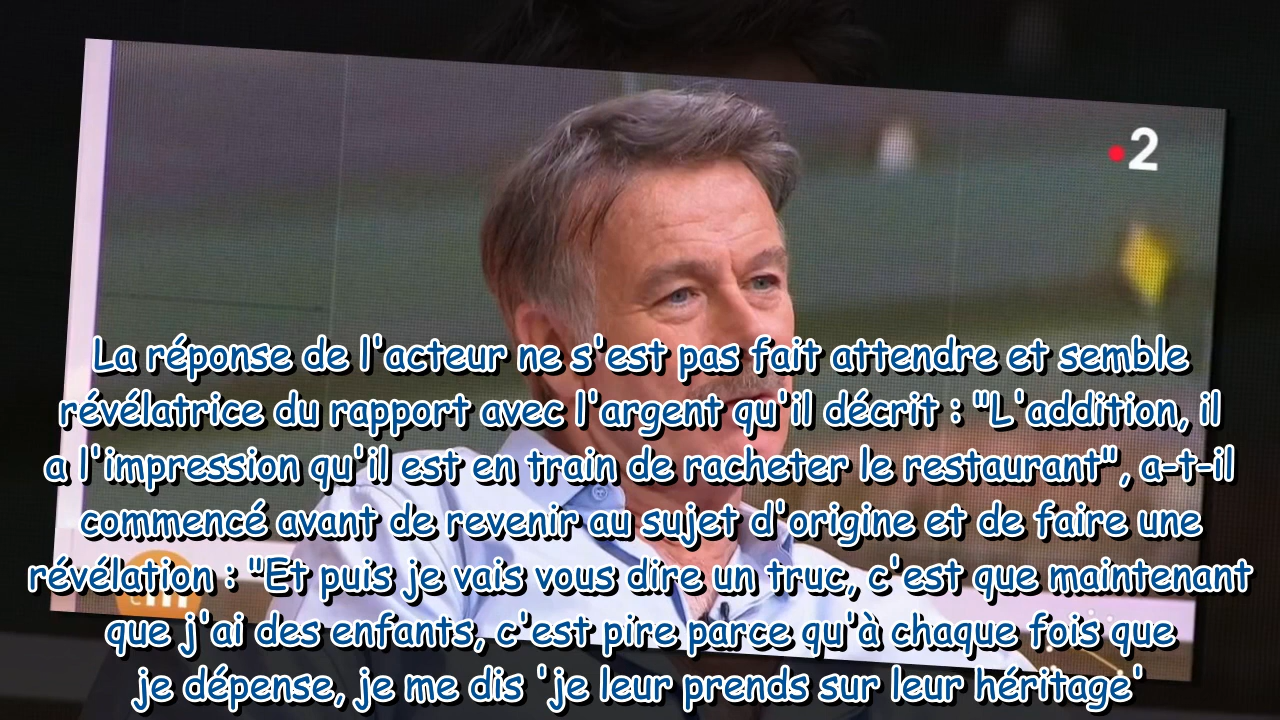 2
La réponse de l'acteur ne s'est pas fait attendre et semble
révélatrice du rapport avec l'argent qu'il décrit : "L'addition, il
a l'impression qu'il est en train de racheter le restaurant", a-t-il
commencé avant de revenir au sujet d'origine et de faire une
révélation : "Et puis je vais vous dire un truc, c'est que maintenant
que j'ai des enfants, c'est pire parce qu'à chaque fois que
je dépense, je me dis 'je leur prends sur leur héritage'